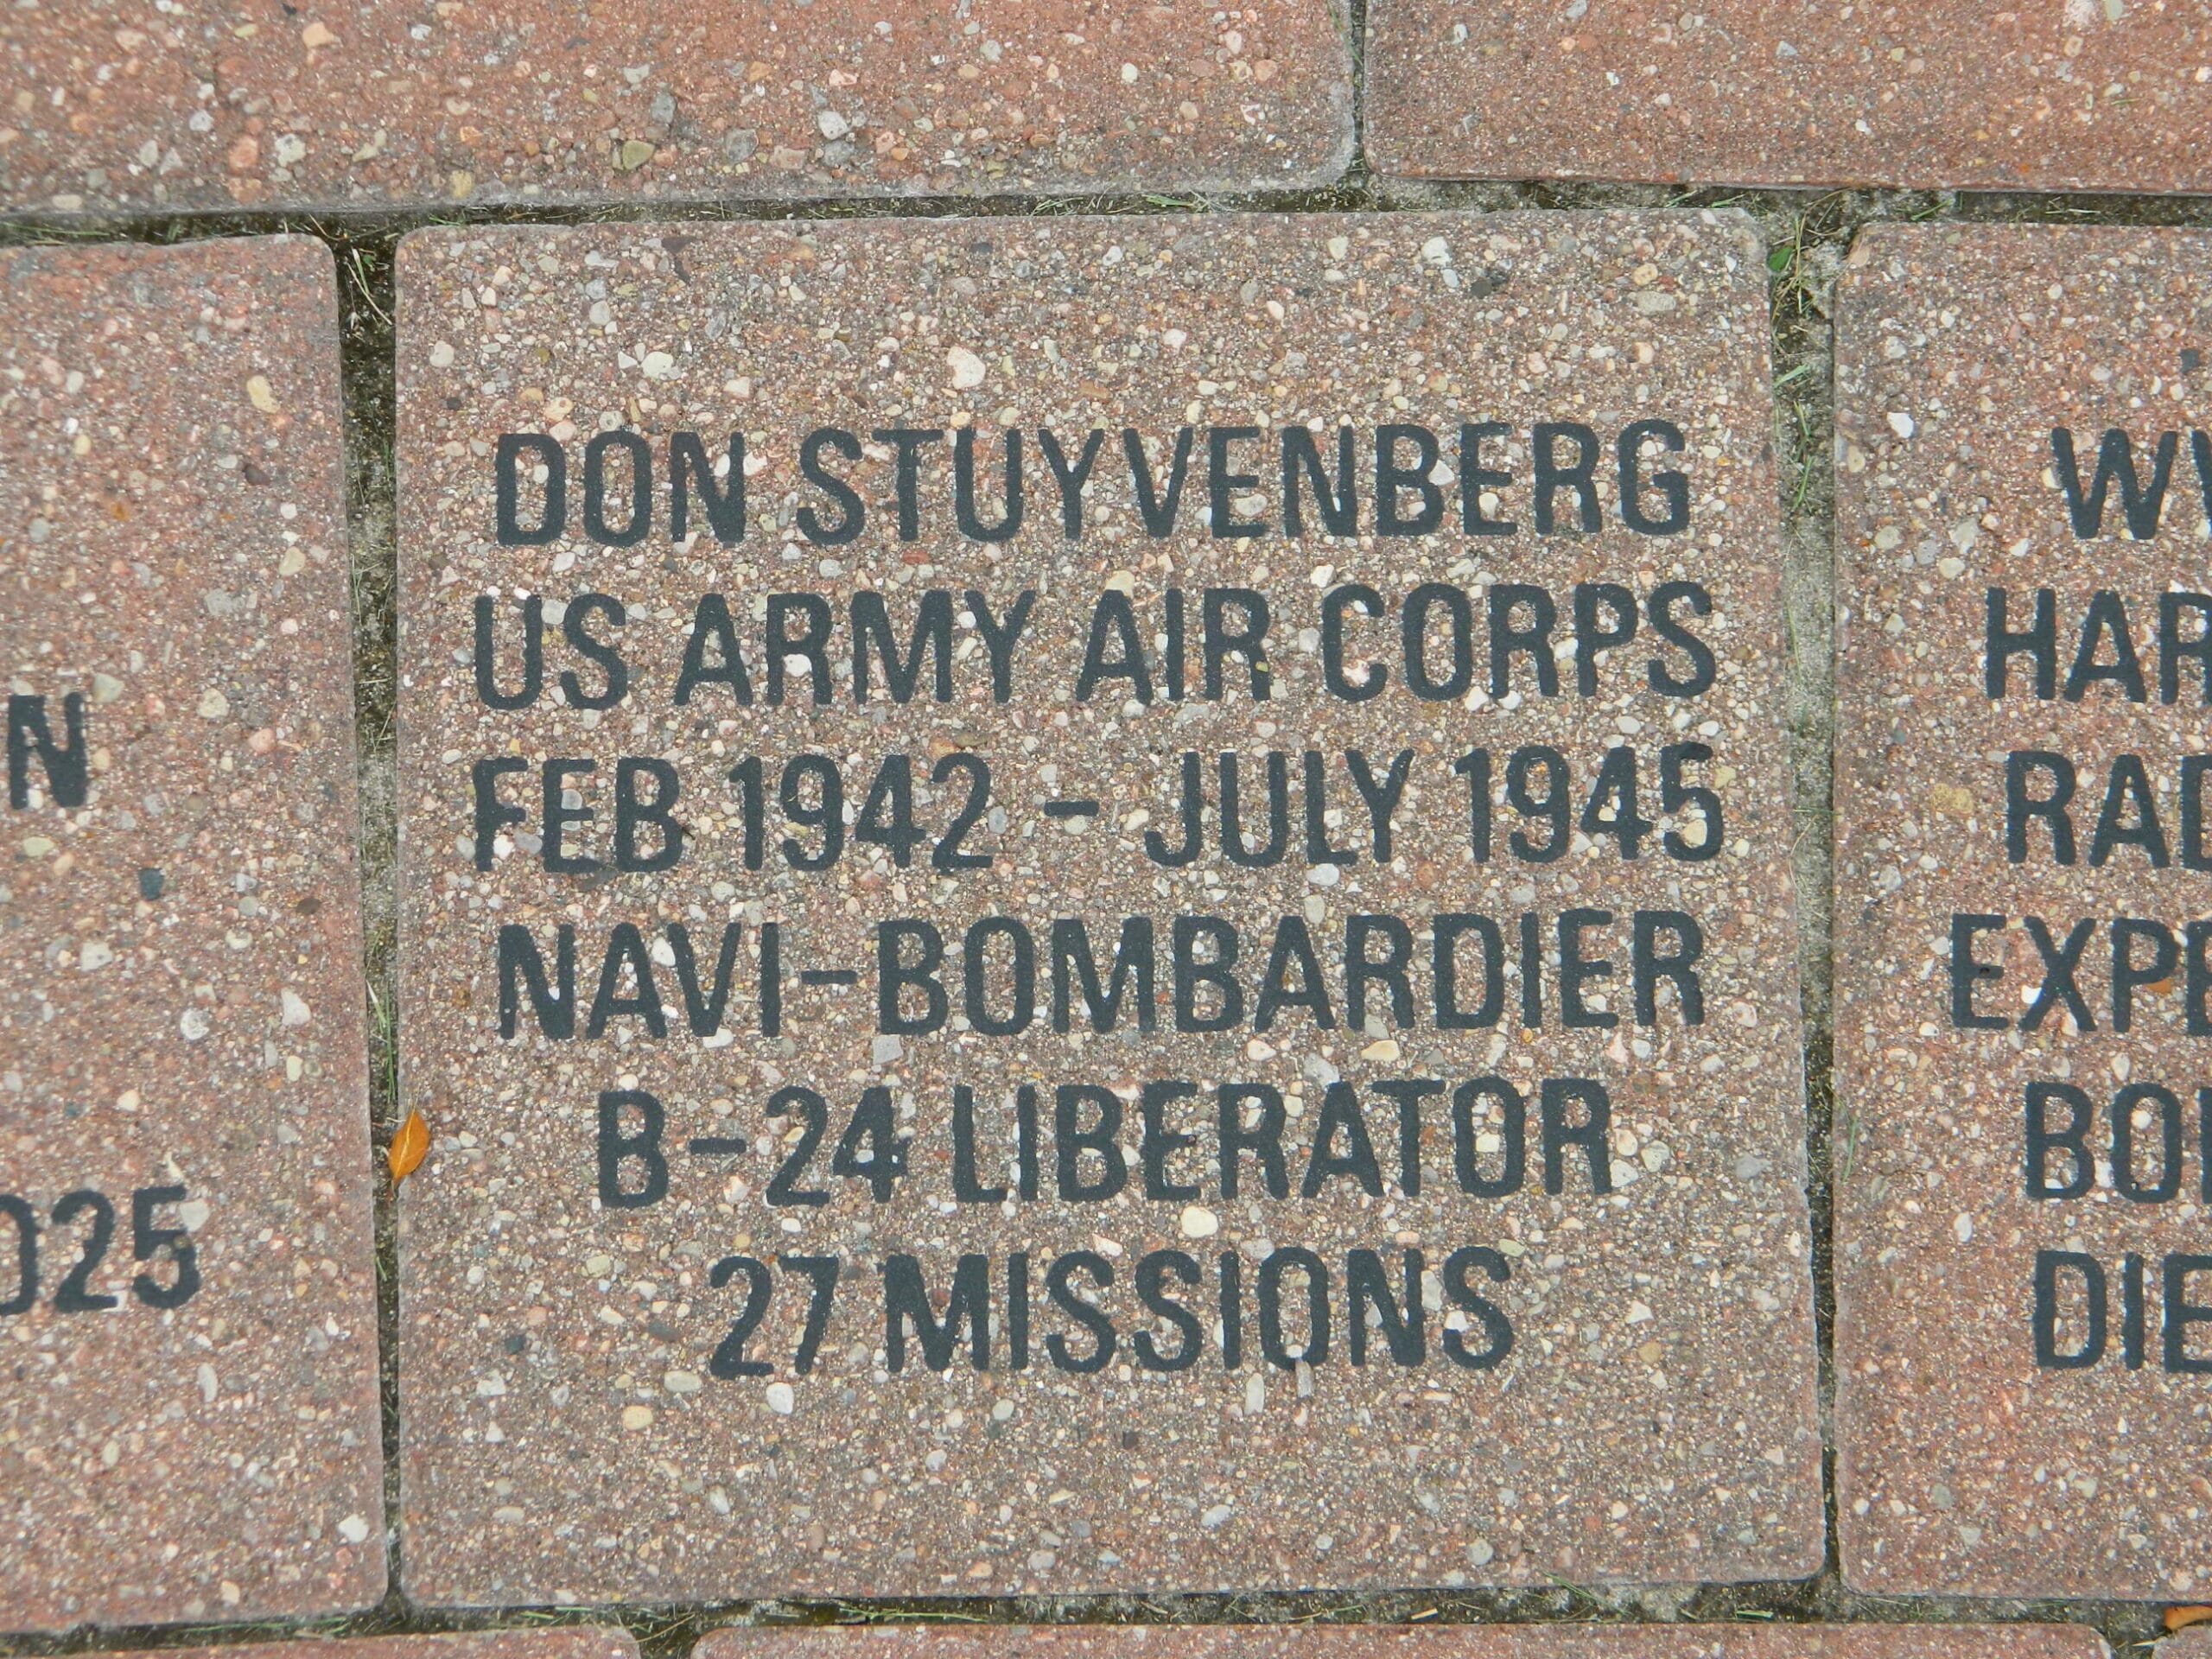 DON STUYVENBERG
US ARMY AIR CORPS
FEB 1942 - JULY 1945
NAVI-BOMBARDIER
B-24 LIBERATOR
27 MISSIONS